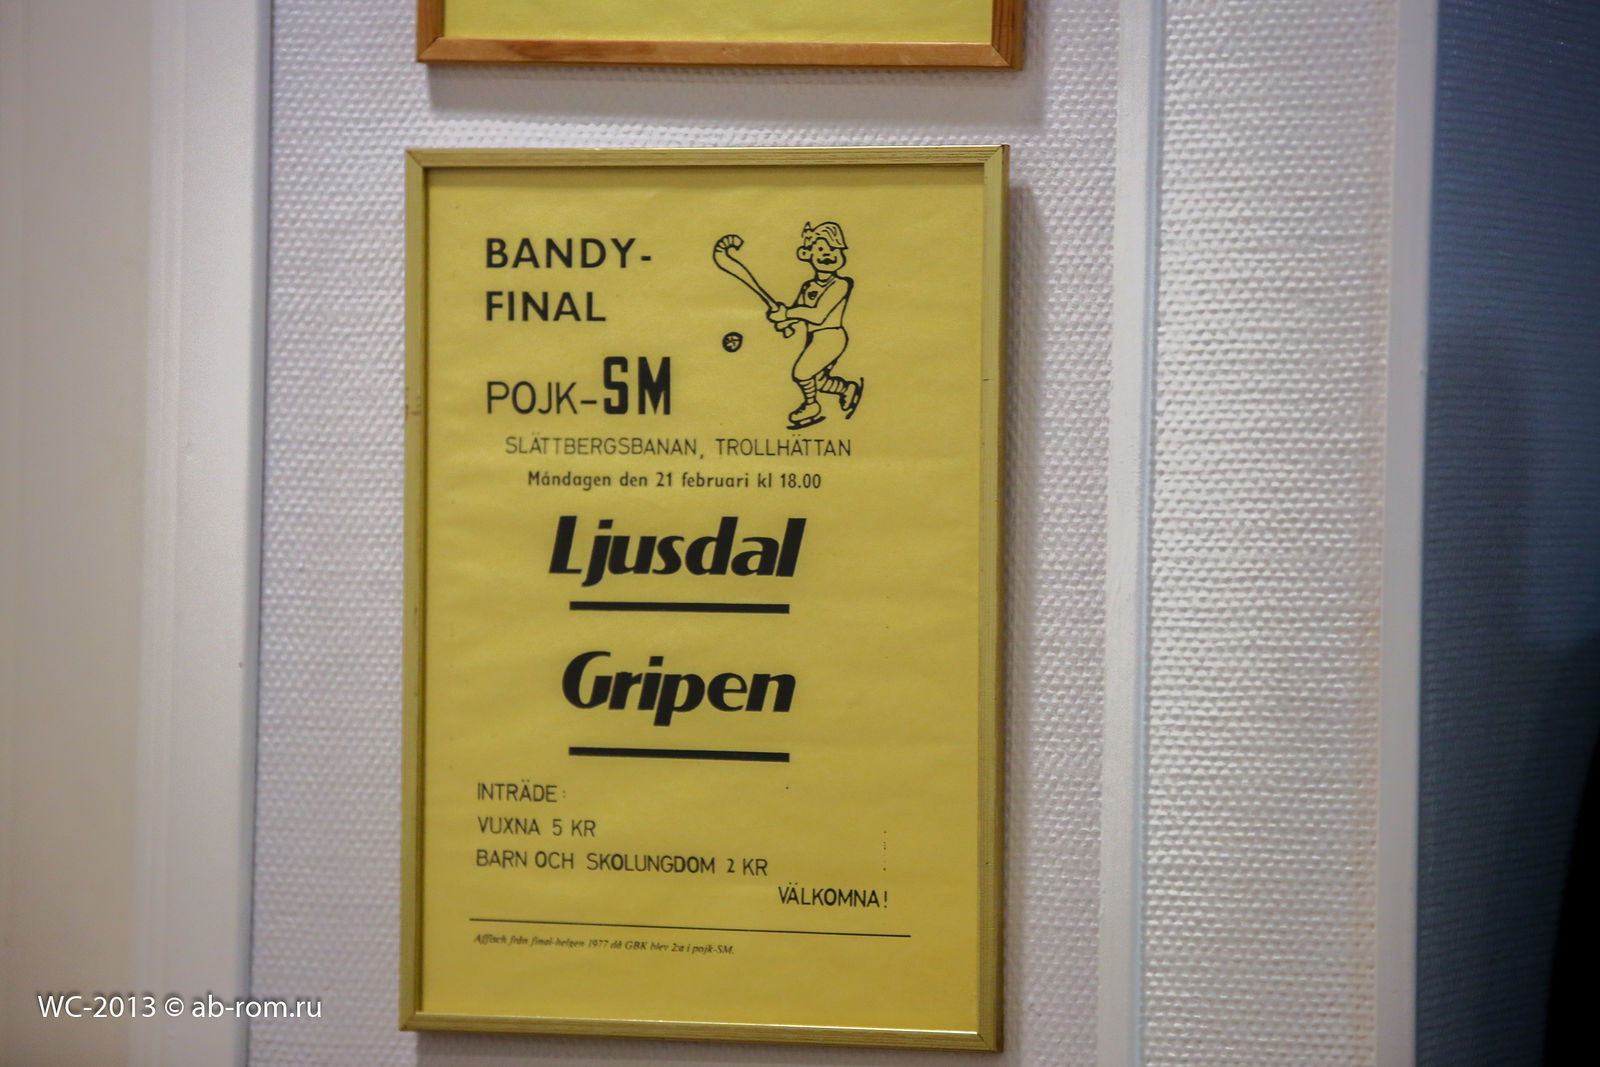 BANDY-
FINAL
POJK-SM
SLÄTTBERGSBANAN, TROLLHÄTTAN
Måndagen den 21 februari kl 18.00
Ljusdal
Gripen
INTRÄDE:
VUXNA 5 KR
BARN OCH SKOLUNGDOM 2 KR
VÄLKOMNA!
Affisch från final-helgen 1977 då GBK blev 2:a i pojk-SM.
WC-2013 © ab-rom.ru